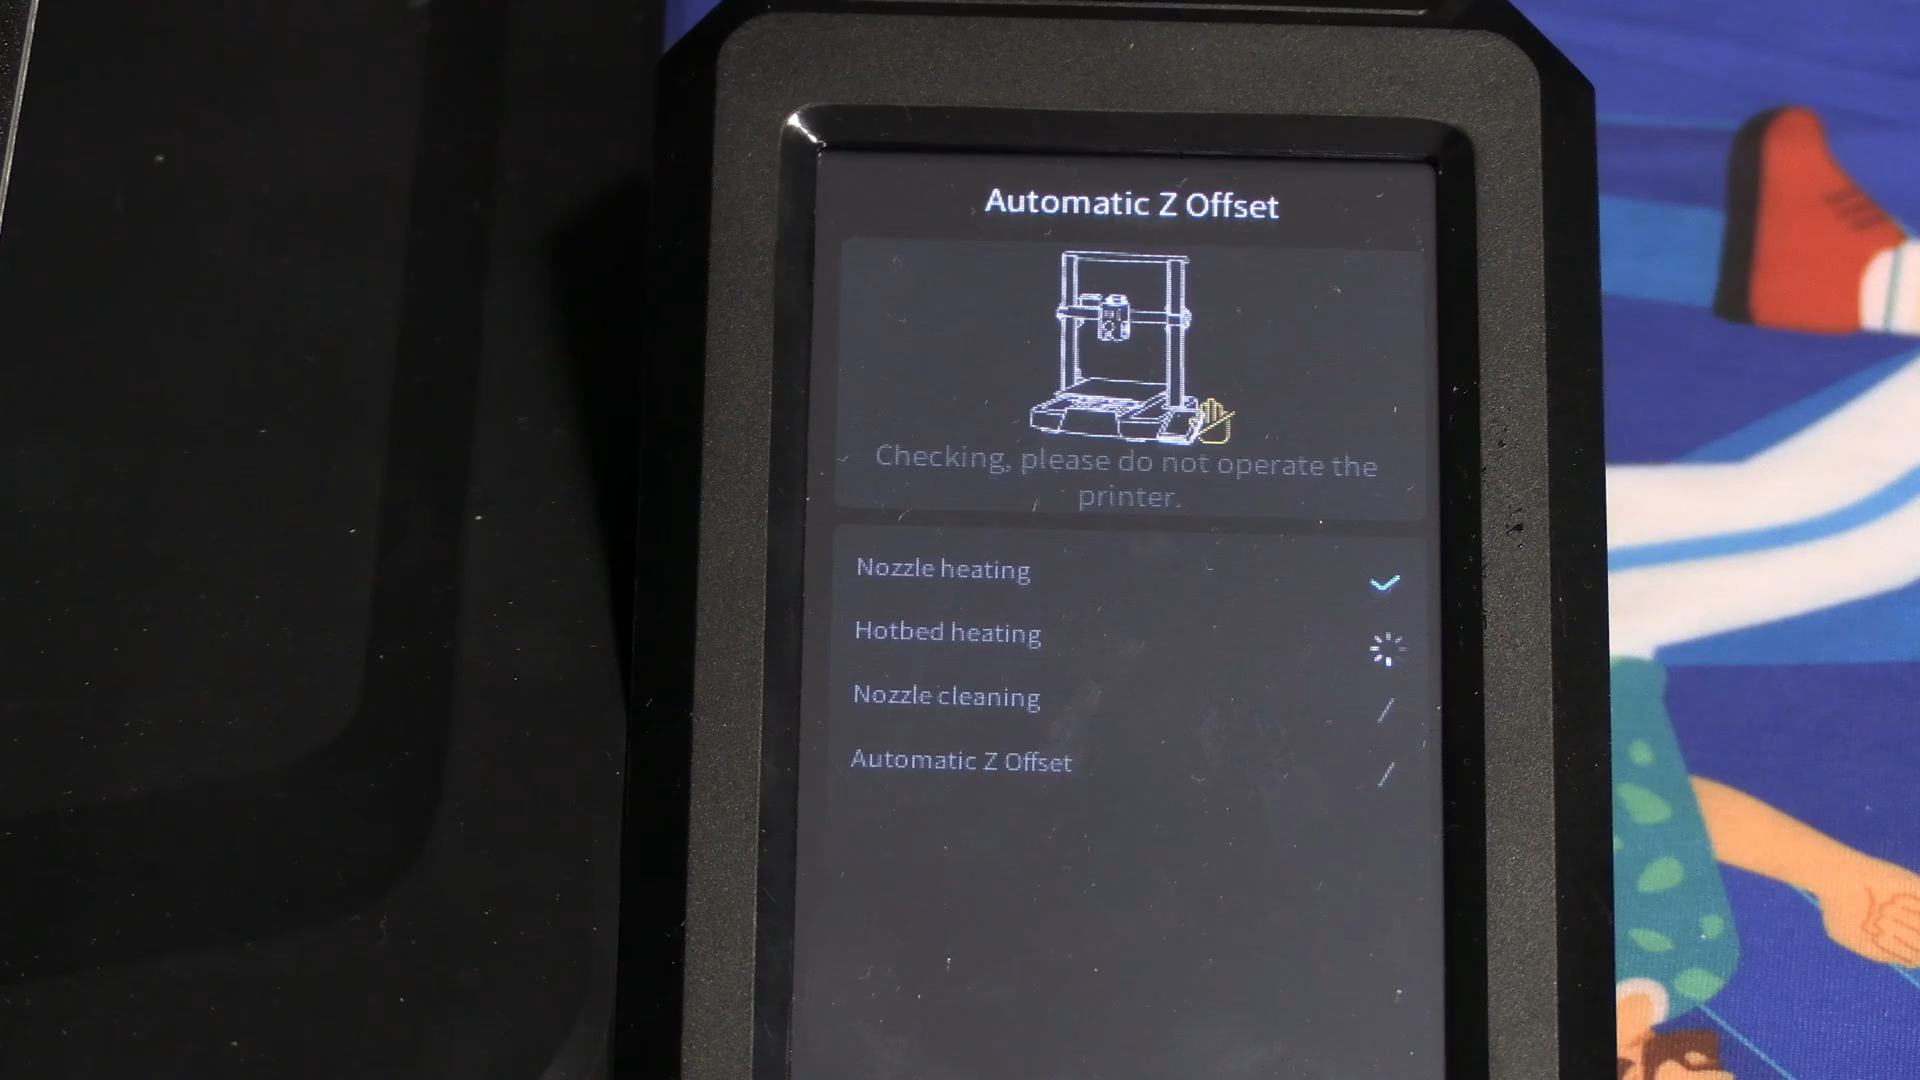 Automatic Z Offset
Checking, please do not operate the
printer.
Nozzle heating
Hotbed heating
Nozzle cleaning
Automatic Z Offset